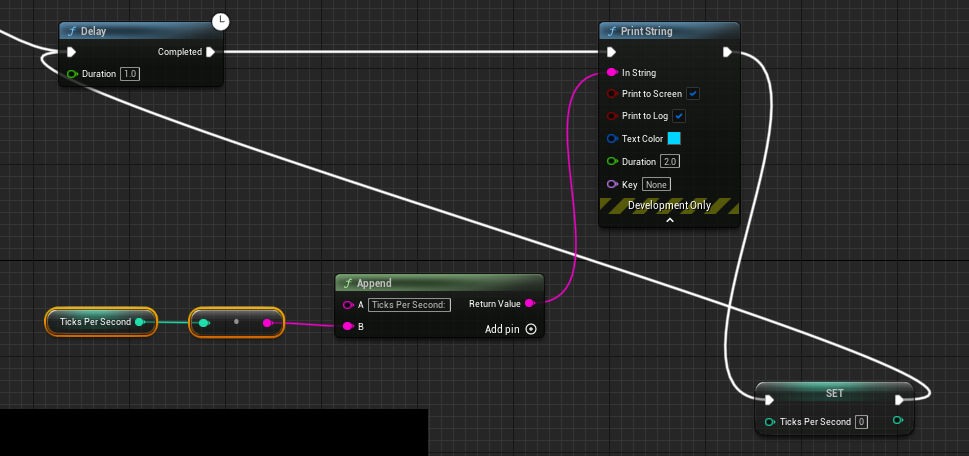 f Delay
Completed
Duration 1.0
f Print String
In String
Print to Screen
Print to Log
Text Color
Duration 2.0
Key None
Development Only
f Append
A Ticks Per Second: Return Value
B Add pin
Ticks Per Second
SET
Ticks Per Second 0